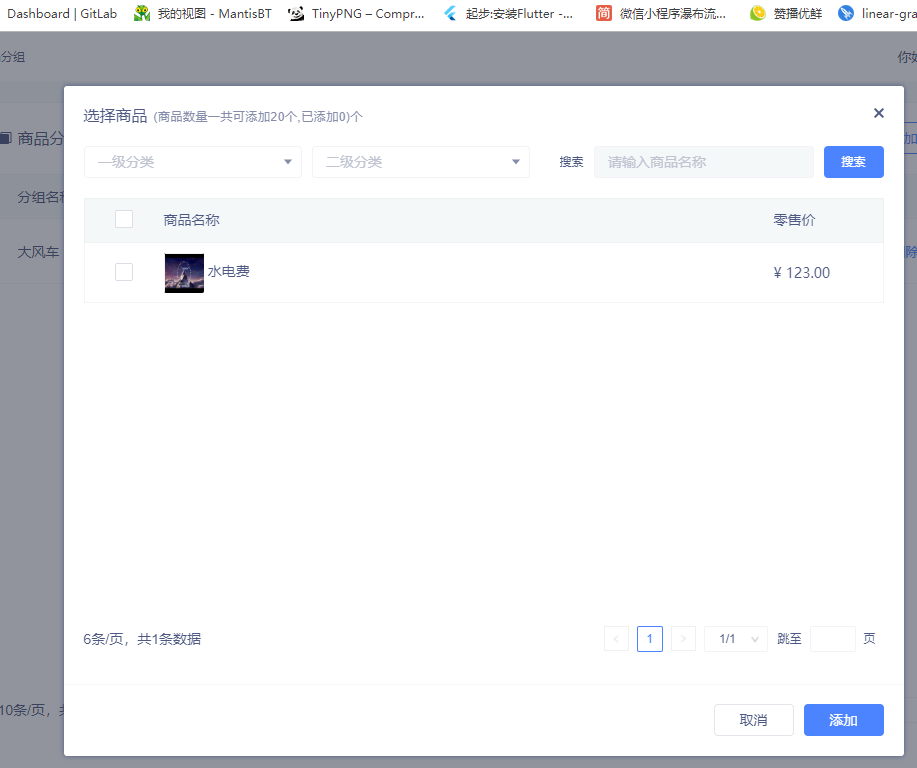 Dashboard | GitLab 我的视图 - MantisBT TinyPNG – Compr... 起步:安装Flutter -... 简 微信小程序瀑布流... 赞播优鲜 linear-gra
分组 你好
选择商品 (商品数量一共可添加20个,已添加0)个
商品分 加
一级分类 二级分类 搜索 请输入商品名称 搜索
分组名称 商品名称 零售价
大风车 水电费 ¥ 123.00 除
6条/页，共1条数据 < 1 > 1/1 跳至 页
10条/页，共
取消 添加